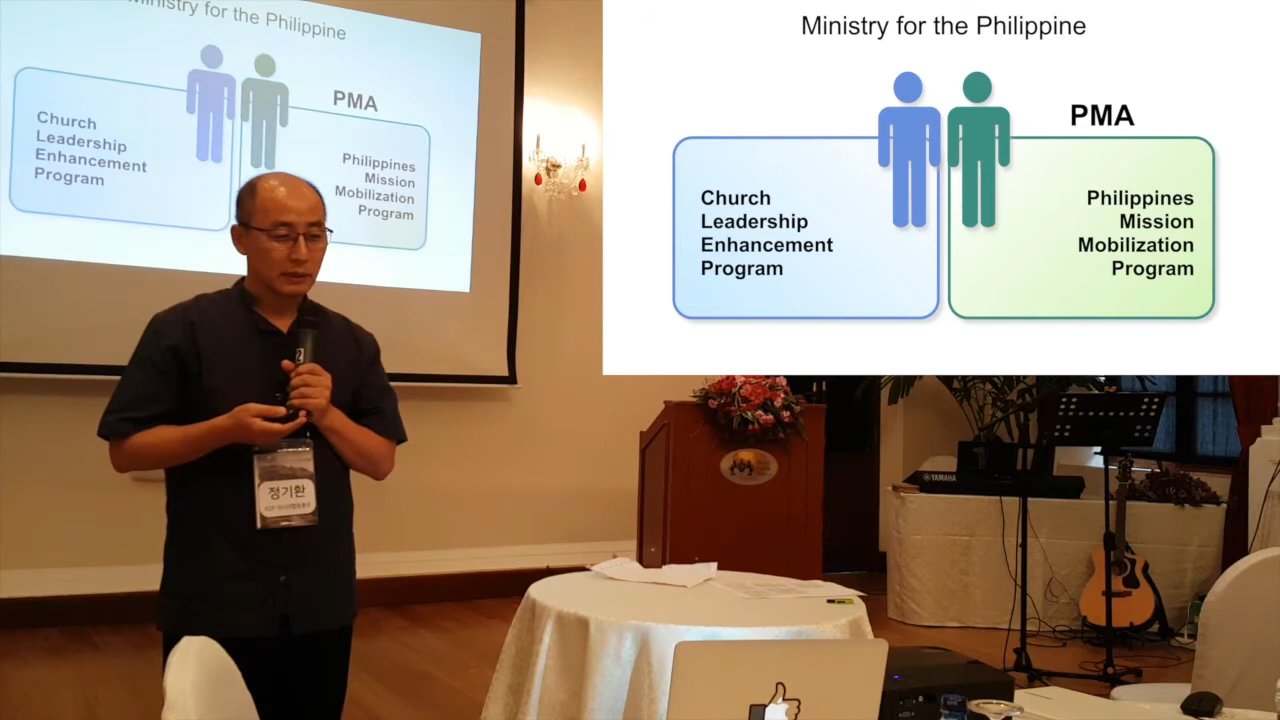 Ministry for the Philippine
PMA
Church
Leadership
Enhancement
Program
Philippines
Mission
Mobilization
Program
Ministry for the Philippine
PMA
Church
Leadership
Enhancement
Program
Philippines
Mission
Mobilization
Program
정기환
YAMAHA